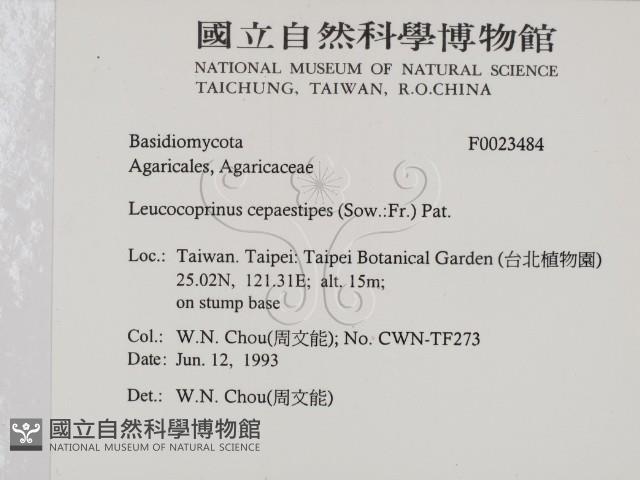 國立自然科學博物館
NATIONAL MUSEUM OF NATURAL SCIENCE
TAICHUNG, TAIWAN, R.O.CHINA
Basidiomycota F0023484
Agaricales, Agaricaceae
Leucocoprinus cepaestipes (Sow.:Fr.) Pat.
Loc.: Taiwan. Taipei: Taipei Botanical Garden (台北植物園)
25.02N, 121.31E; alt. 15m;
on stump base
Col.: W.N. Chou(周文能); No. CWN-TF273
Date: Jun. 12, 1993
Det.: W.N. Chou(周文能)
國立自然科學博物館
NATIONAL MUSEUM OF NATURAL SCIENCE